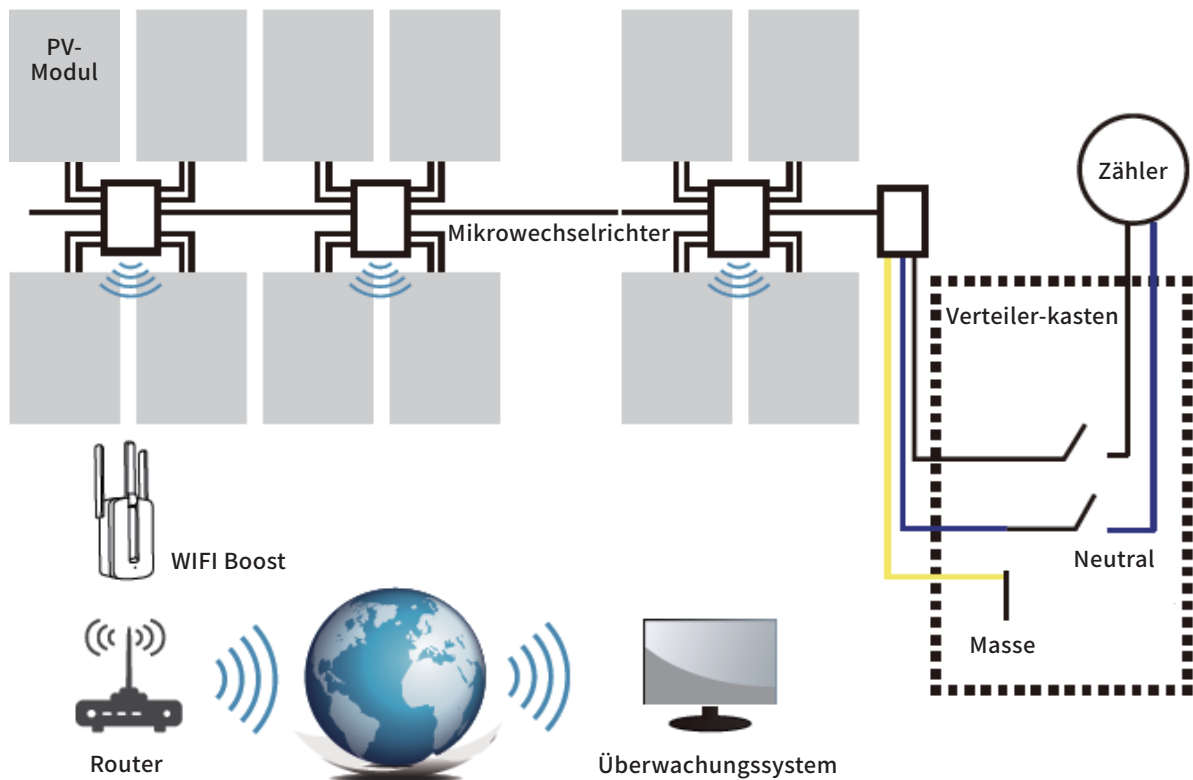 PV-
Modul
Zähler
Mikrowechselrichter
Verteiler-kasten
WIFI Boost
Neutral
Masse
Router
Überwachungssystem